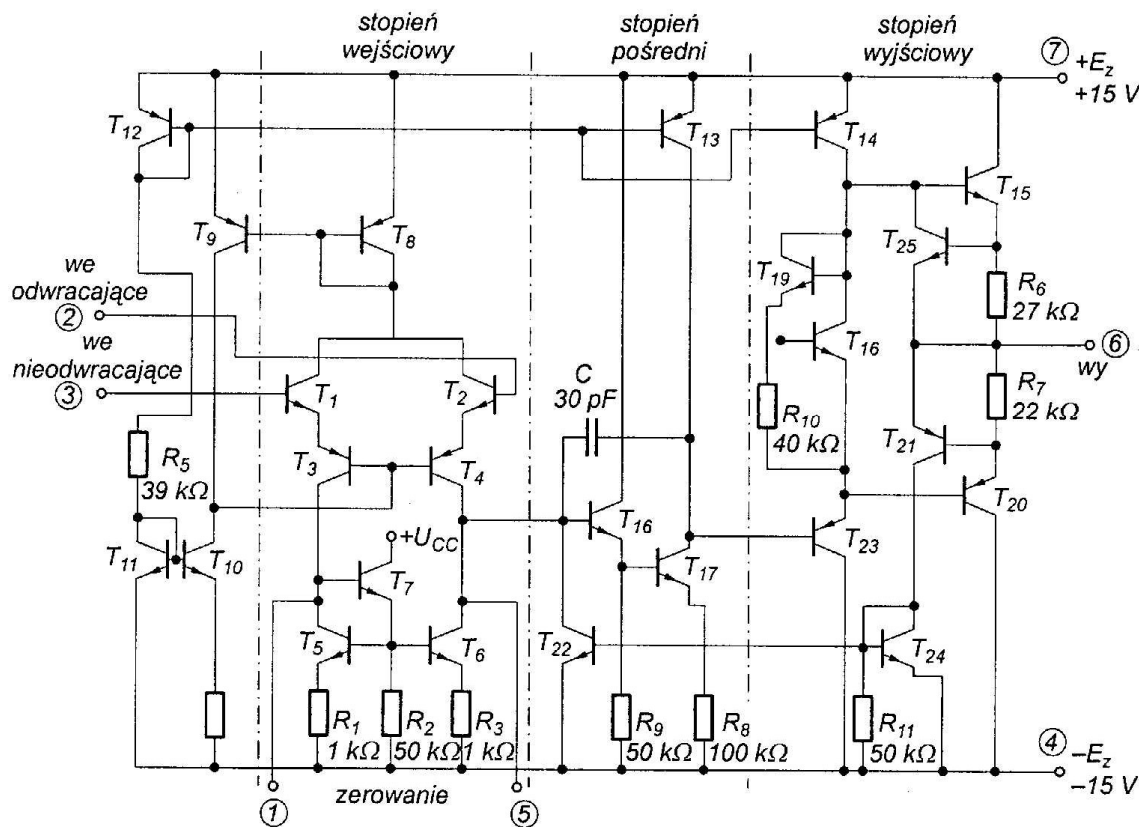 stopień
wejściowy
stopień
pośredni
stopień
wyjściowy
⑦ +Ez
+15 V
T12
T13
T14
T15
T9
T8
T25
we
odwracające
②
T19
R6
27 kΩ
we
nieodwracające
③
T1
T2
C
30 pF
T16
⑥
wy
R7
22 kΩ
R10
40 kΩ
T21
R5
39 kΩ
T3
T4
T20
T16
T23
+UCC
T11
T10
T7
T17
T5
T6
T22
T24
R1
1 kΩ
R2
50 kΩ
R3
1 kΩ
R9
50 kΩ
R8
100 kΩ
R11
50 kΩ
④ –Ez
–15 V
① zerowanie ⑤